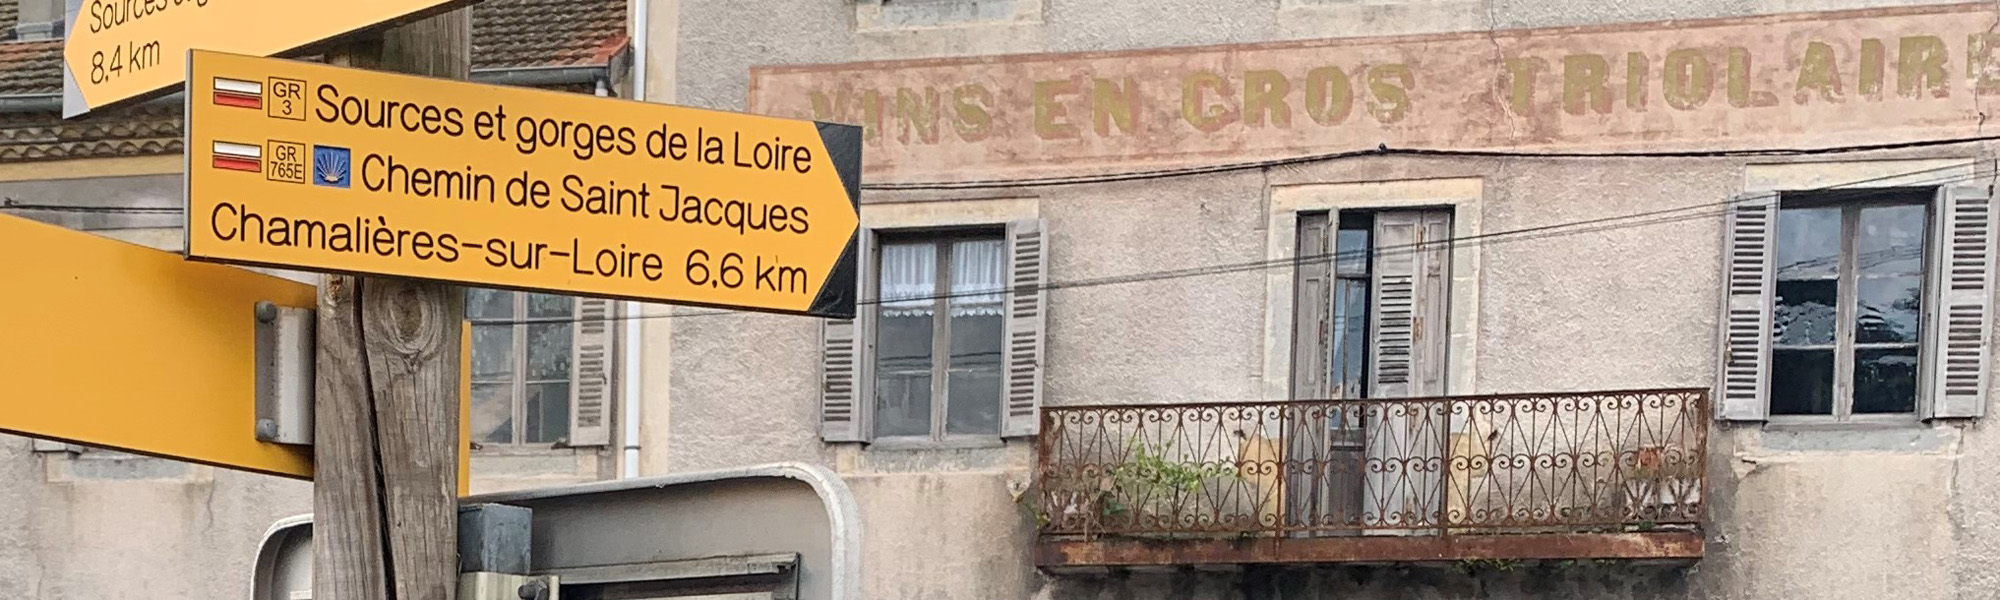 Sources
8,4 km
GR 3 Sources et gorges de la Loire
GR 765E Chemin de Saint Jacques
Chamalières-sur-Loire 6,6 km
VINS EN GROS TRIOLAIRE